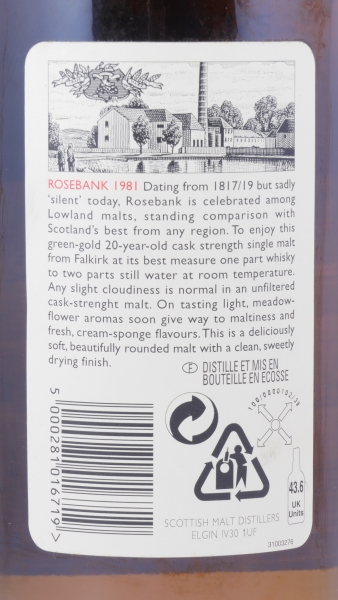 ROSEBANK 1981 Dating from 1817/19 but sadly
'silent' today, Rosebank is celebrated among
Lowland malts, standing comparison with
Scotland's best from any region. To enjoy this
green-gold 20-year-old cask strength single malt
from Falkirk at its best measure one part whisky
to two parts still water at room temperature.
Any slight cloudiness is normal in an unfiltered
cask-strenght malt. On tasting light, meadow-
flower aromas soon give way to maltiness and
fresh, cream-sponge flavours. This is a deliciously
soft, beautifully rounded malt with a clean, sweetly
drying finish.
DISTILLE ET MIS EN
BOUTEILLE EN ECOSSE
5 000281 016719 >
43.6
UK
Units
SCOTTISH MALT DISTILLERS
ELGIN IV30 1UF
31003276